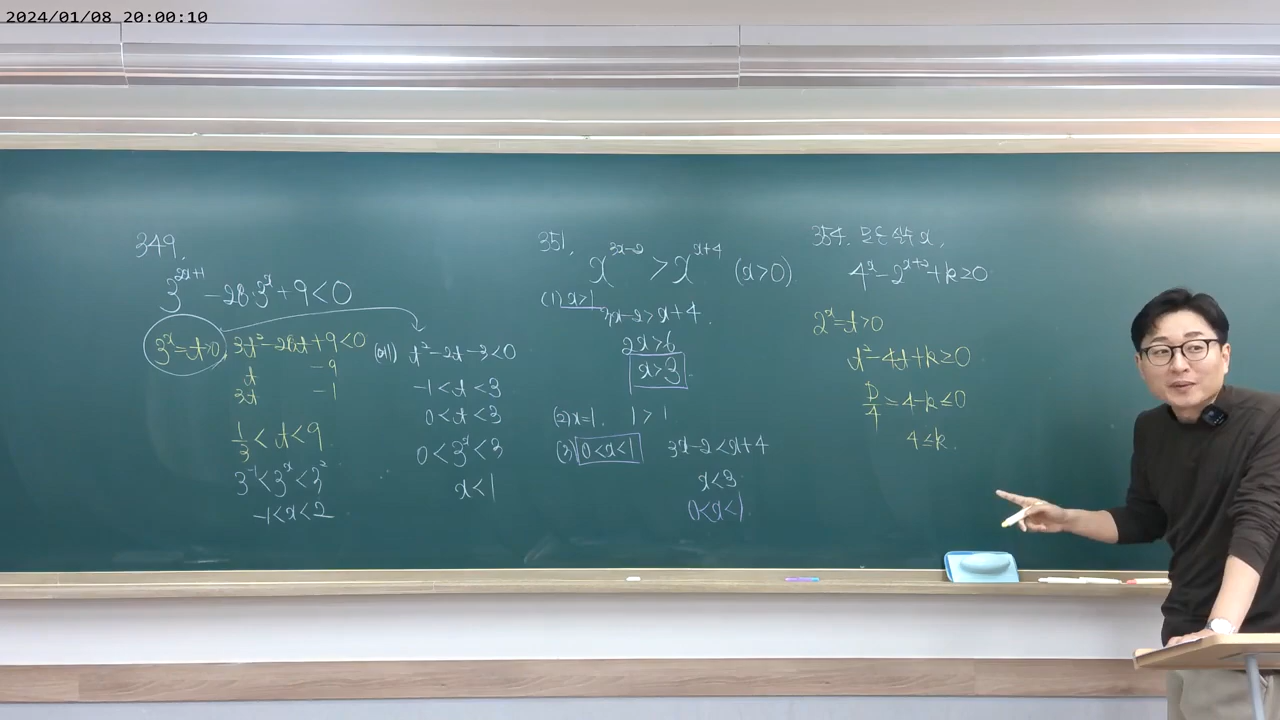 2024/01/08 20:00:10
349.
3^{2x+1} - 28·3^x + 9 < 0
3^x = t > 0, 3t² - 28t + 9 < 0
t -9
3t -1
1/3 < t < 9
3^{-1} < 3^x < 3²
-1 < x < 2
(예1) t² - 2t - 3 < 0
-1 < t < 3
0 < t < 3
0 < 3^x < 3
x < 1
351.
x^{3x-2} > x^{x+4} (x > 0)
(1) x > 1
3x - 2 > x + 4.
2x > 6
x > 3
(2) x = 1. 1 > 1
(3) 0 < x < 1 3x - 2 < x + 4
x < 3
0 < x < 1
354. 모든 실수 x,
4^x - 2^{x+2} + k ≥ 0
2^x = t > 0
t² - 4t + k ≥ 0
D/4 = 4 - k ≤ 0
4 ≤ k.